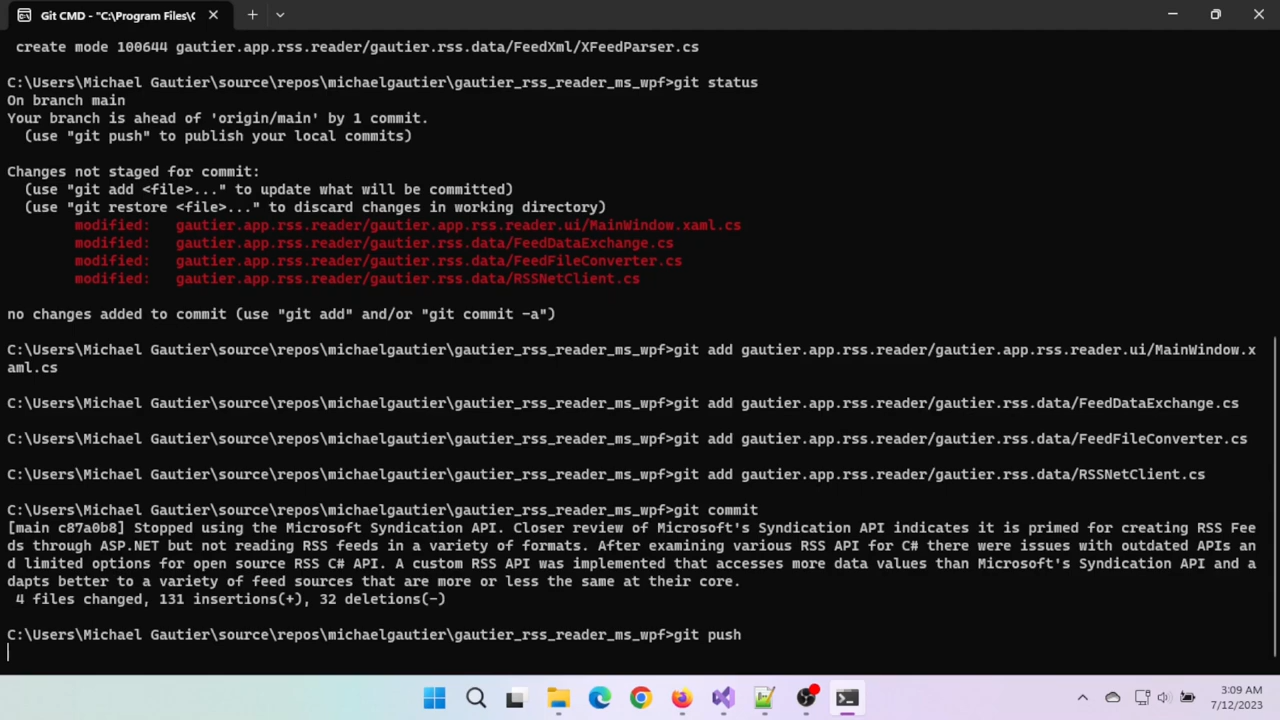 Git CMD - "C:\Program Files\G
create mode 100644 gautier.app.rss.reader/gautier.rss.data/FeedXml/XFeedParser.cs
C:\Users\Michael Gautier\source\repos\michaelgautier\gautier_rss_reader_ms_wpf>git status
On branch main
Your branch is ahead of 'origin/main' by 1 commit.
(use "git push" to publish your local commits)
Changes not staged for commit:
(use "git add <file>..." to update what will be committed)
(use "git restore <file>..." to discard changes in working directory)
modified: gautier.app.rss.reader/gautier.app.rss.reader.ui/MainWindow.xaml.cs
modified: gautier.app.rss.reader/gautier.rss.data/FeedDataExchange.cs
modified: gautier.app.rss.reader/gautier.rss.data/FeedFileConverter.cs
modified: gautier.app.rss.reader/gautier.rss.data/RSSNetClient.cs
no changes added to commit (use "git add" and/or "git commit -a")
C:\Users\Michael Gautier\source\repos\michaelgautier\gautier_rss_reader_ms_wpf>git add gautier.app.rss.reader/gautier.app.rss.reader.ui/MainWindow.x
aml.cs
C:\Users\Michael Gautier\source\repos\michaelgautier\gautier_rss_reader_ms_wpf>git add gautier.app.rss.reader/gautier.rss.data/FeedDataExchange.cs
C:\Users\Michael Gautier\source\repos\michaelgautier\gautier_rss_reader_ms_wpf>git add gautier.app.rss.reader/gautier.rss.data/FeedFileConverter.cs
C:\Users\Michael Gautier\source\repos\michaelgautier\gautier_rss_reader_ms_wpf>git add gautier.app.rss.reader/gautier.rss.data/RSSNetClient.cs
C:\Users\Michael Gautier\source\repos\michaelgautier\gautier_rss_reader_ms_wpf>git commit
[main c87a0b8] Stopped using the Microsoft Syndication API. Closer review of Microsoft's Syndication API indicates it is primed for creating RSS Fee
ds through ASP.NET but not reading RSS feeds in a variety of formats. After examining various RSS API for C# there were issues with outdated APIs an
d limited options for open source RSS C# API. A custom RSS API was implemented that accesses more data values than Microsoft's Syndication API and a
dapts better to a variety of feed sources that are more or less the same at their core.
4 files changed, 131 insertions(+), 32 deletions(-)
C:\Users\Michael Gautier\source\repos\michaelgautier\gautier_rss_reader_ms_wpf>git push
3:09 AM
7/12/2023